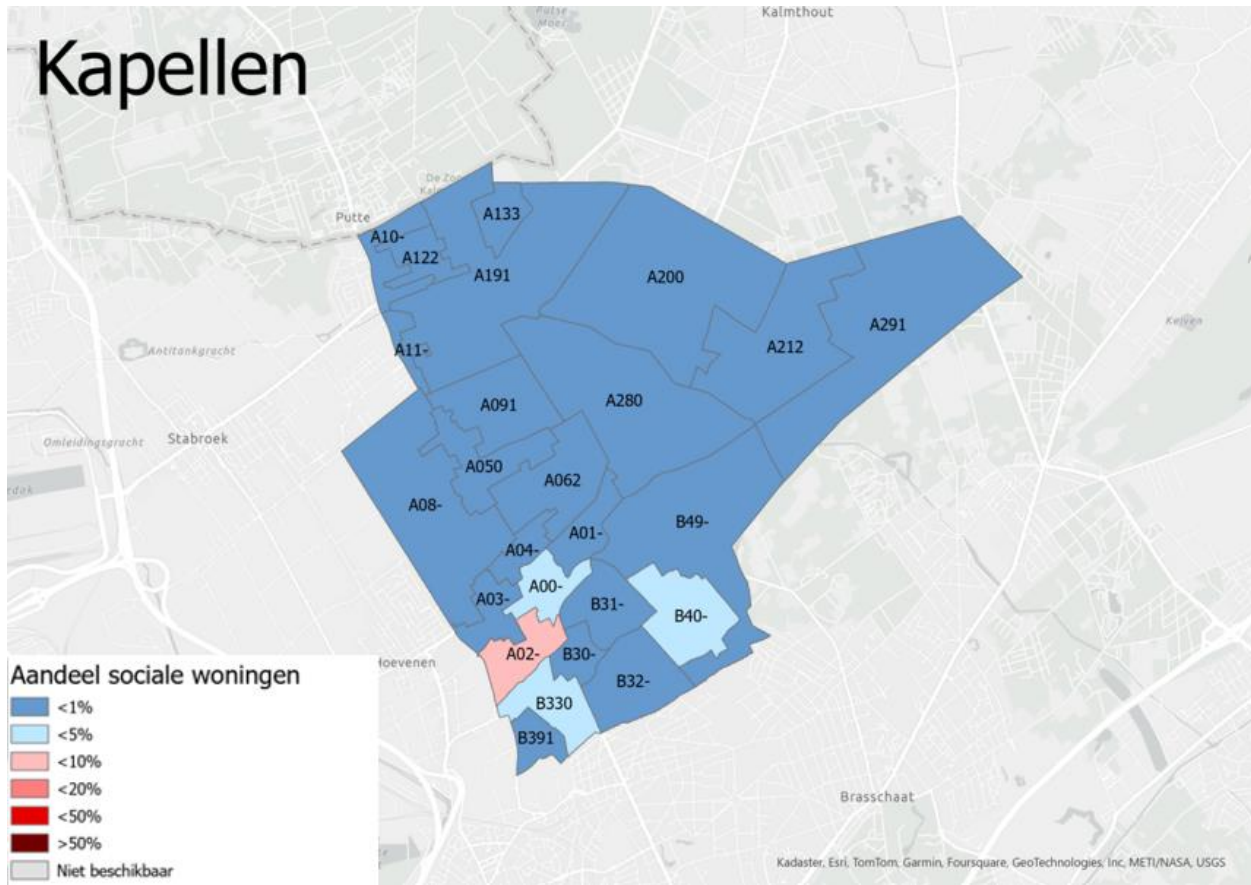 Kalmthout
Kapellen
Putte
A10-
A122
A133
A191
A200
A212
A291
A11-
A091
A280
Antitankgracht
Omleidingsgracht
Stabroek
A050
A062
A08-
A01-
B49-
A04-
A00-
A03-
B31-
B40-
A02-
B30-
B32-
B330
B391
Brasschaat
Aandeel sociale woningen
<1%
<5%
<10%
<20%
<50%
>50%
Niet beschikbaar
Kadaster, Esri, TomTom, Garmin, Foursquare, GeoTechnologies, Inc, METI/NASA, USGS